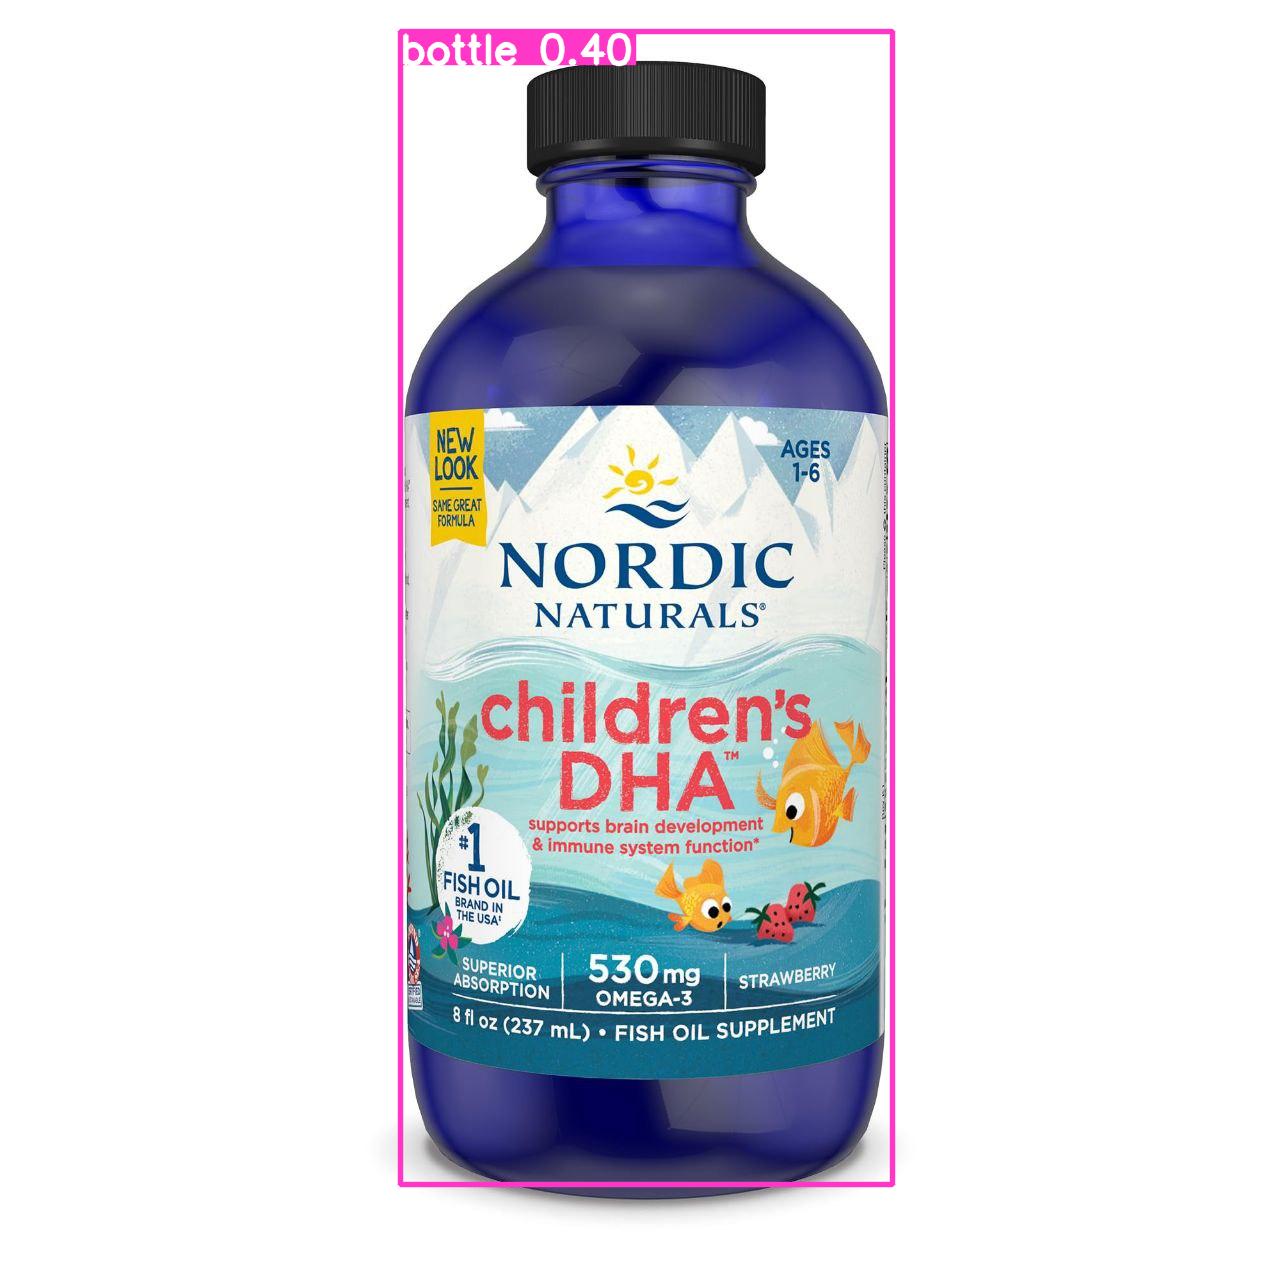 bottle 0.40
NEW
LOOK
SAME GREAT
FORMULA
AGES
1-6
NORDIC
NATURALS®
children's
DHA™
supports brain development
& immune system function*
#1
FISH OIL
BRAND IN
THE USA‡
SUPERIOR
ABSORPTION
530 mg
OMEGA-3
STRAWBERRY
8 fl oz (237 mL) • FISH OIL SUPPLEMENT